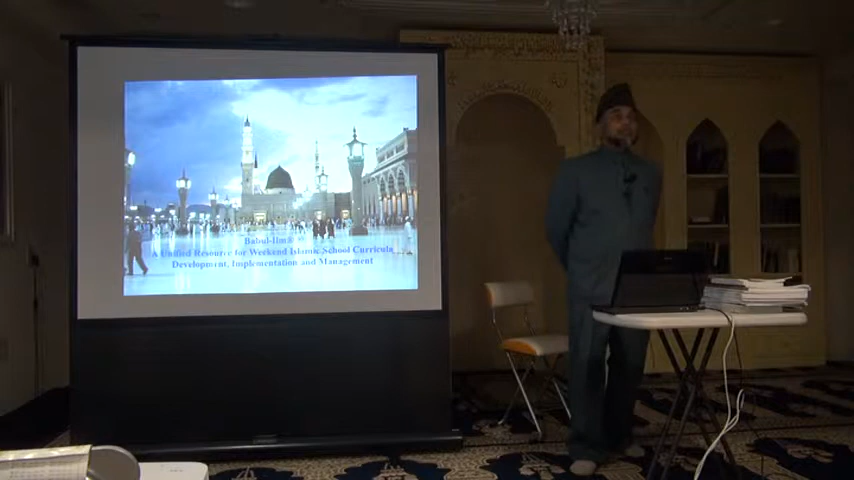 Babul-Ilm
A Unified Resource for Weekend Islamic School Curricula
Development, Implementation and Management